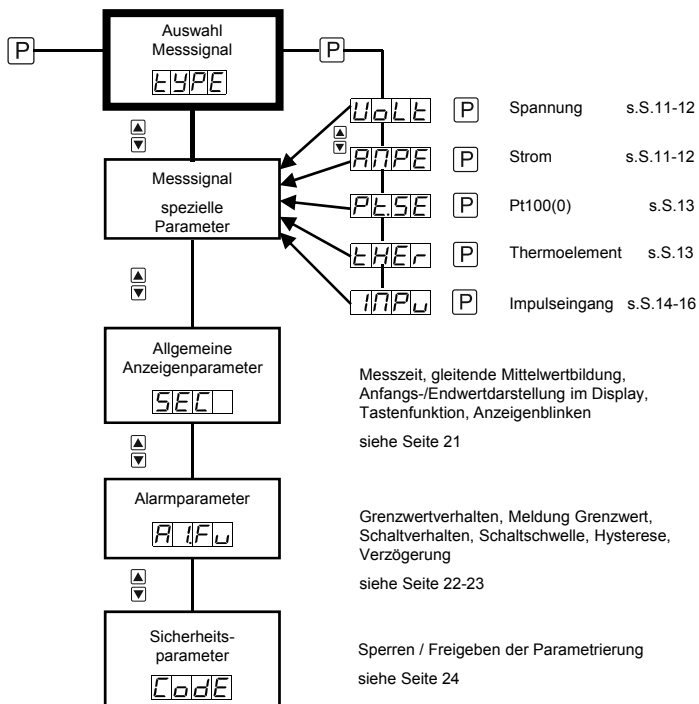 P
Auswahl
Messsignal
tYPE
P
UoLt P Spannung s.S.11-12
AMPE P Strom s.S.11-12
Messsignal
spezielle
Parameter
Pt.SE P Pt100(0) s.S.13
tHEr P Thermoelement s.S.13
IMPu P Impulseingang s.S.14-16
Allgemeine
Anzeigenparameter
SEC
Messzeit, gleitende Mittelwertbildung,
Anfangs-/Endwertdarstellung im Display,
Tastenfunktion, Anzeigenblinken
siehe Seite 21
Alarmparameter
A1.Fu
Grenzwertverhalten, Meldung Grenzwert,
Schaltverhalten, Schaltschwelle, Hysterese,
Verzögerung
siehe Seite 22-23
Sicherheits-
parameter
CodE
Sperren / Freigeben der Parametrierung
siehe Seite 24